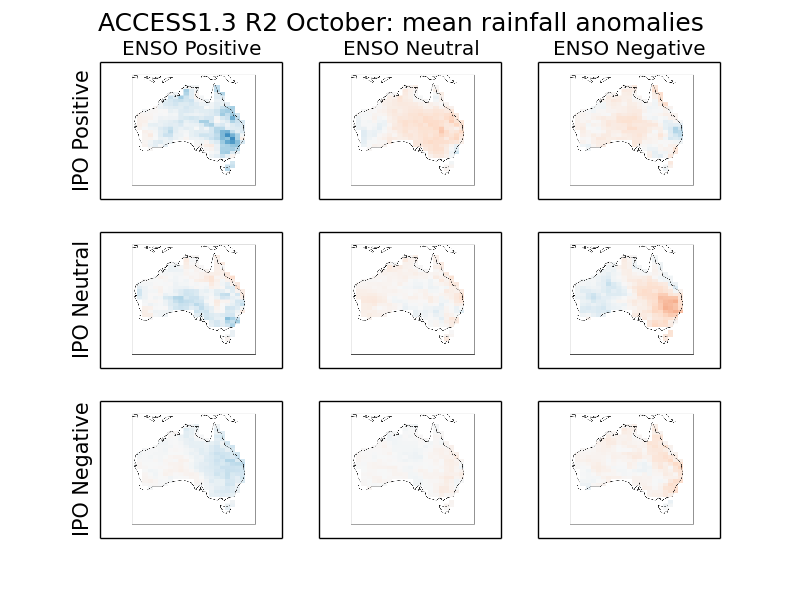 ACCESS1.3 R2 October: mean rainfall anomalies
ENSO Positive ENSO Neutral ENSO Negative
IPO Positive
IPO Neutral
IPO Negative